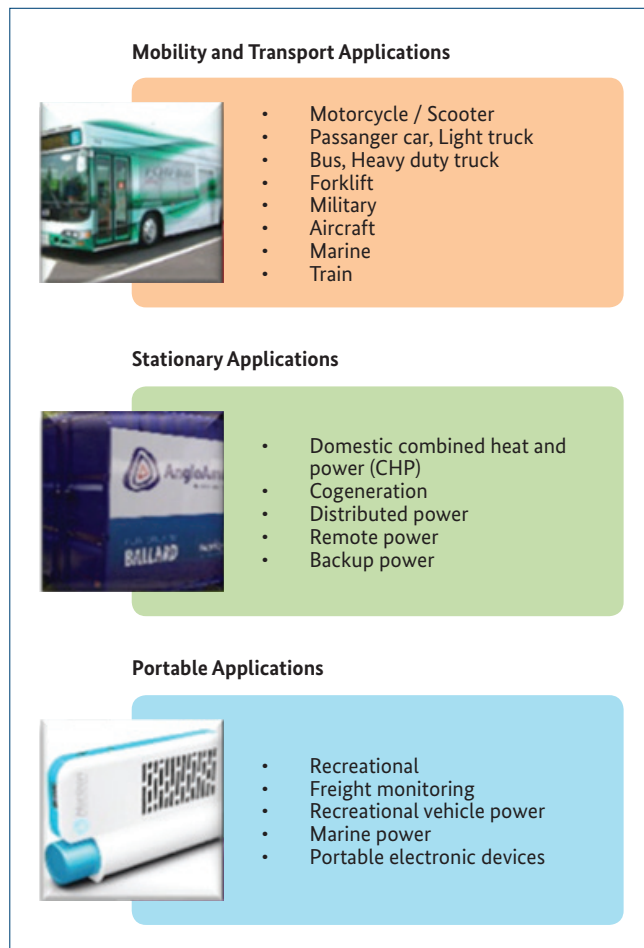 Mobility and Transport Applications
• Motorcycle / Scooter
• Passanger car, Light truck
• Bus, Heavy duty truck
• Forklift
• Military
• Aircraft
• Marine
• Train
Stationary Applications
BALLARD
• Domestic combined heat and
power (CHP)
• Cogeneration
• Distributed power
• Remote power
• Backup power
Portable Applications
• Recreational
• Freight monitoring
• Recreational vehicle power
• Marine power
• Portable electronic devices